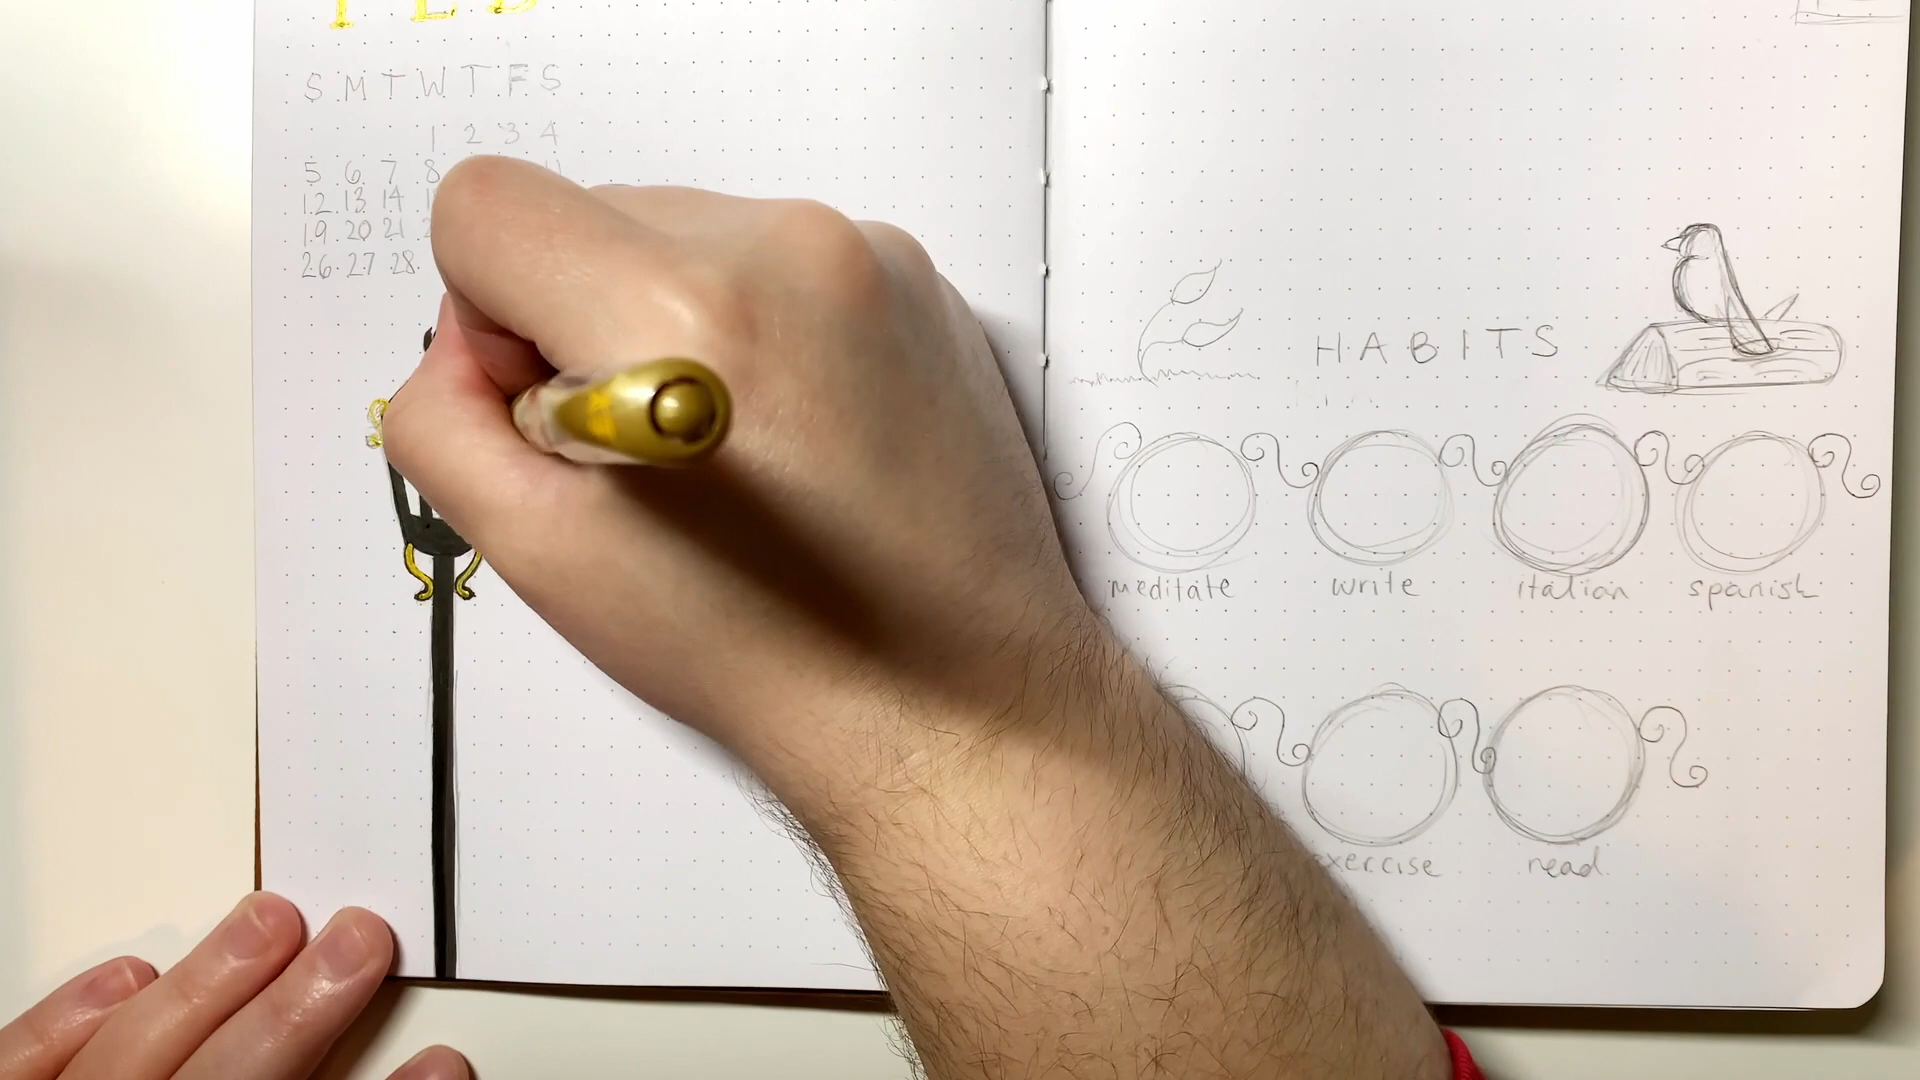 FEB
S M T W T F S
1 2 3 4
5 6 7 8
12 13 14
19 20 21
26 27 28
HABITS
meditate write italian spanish
exercise read